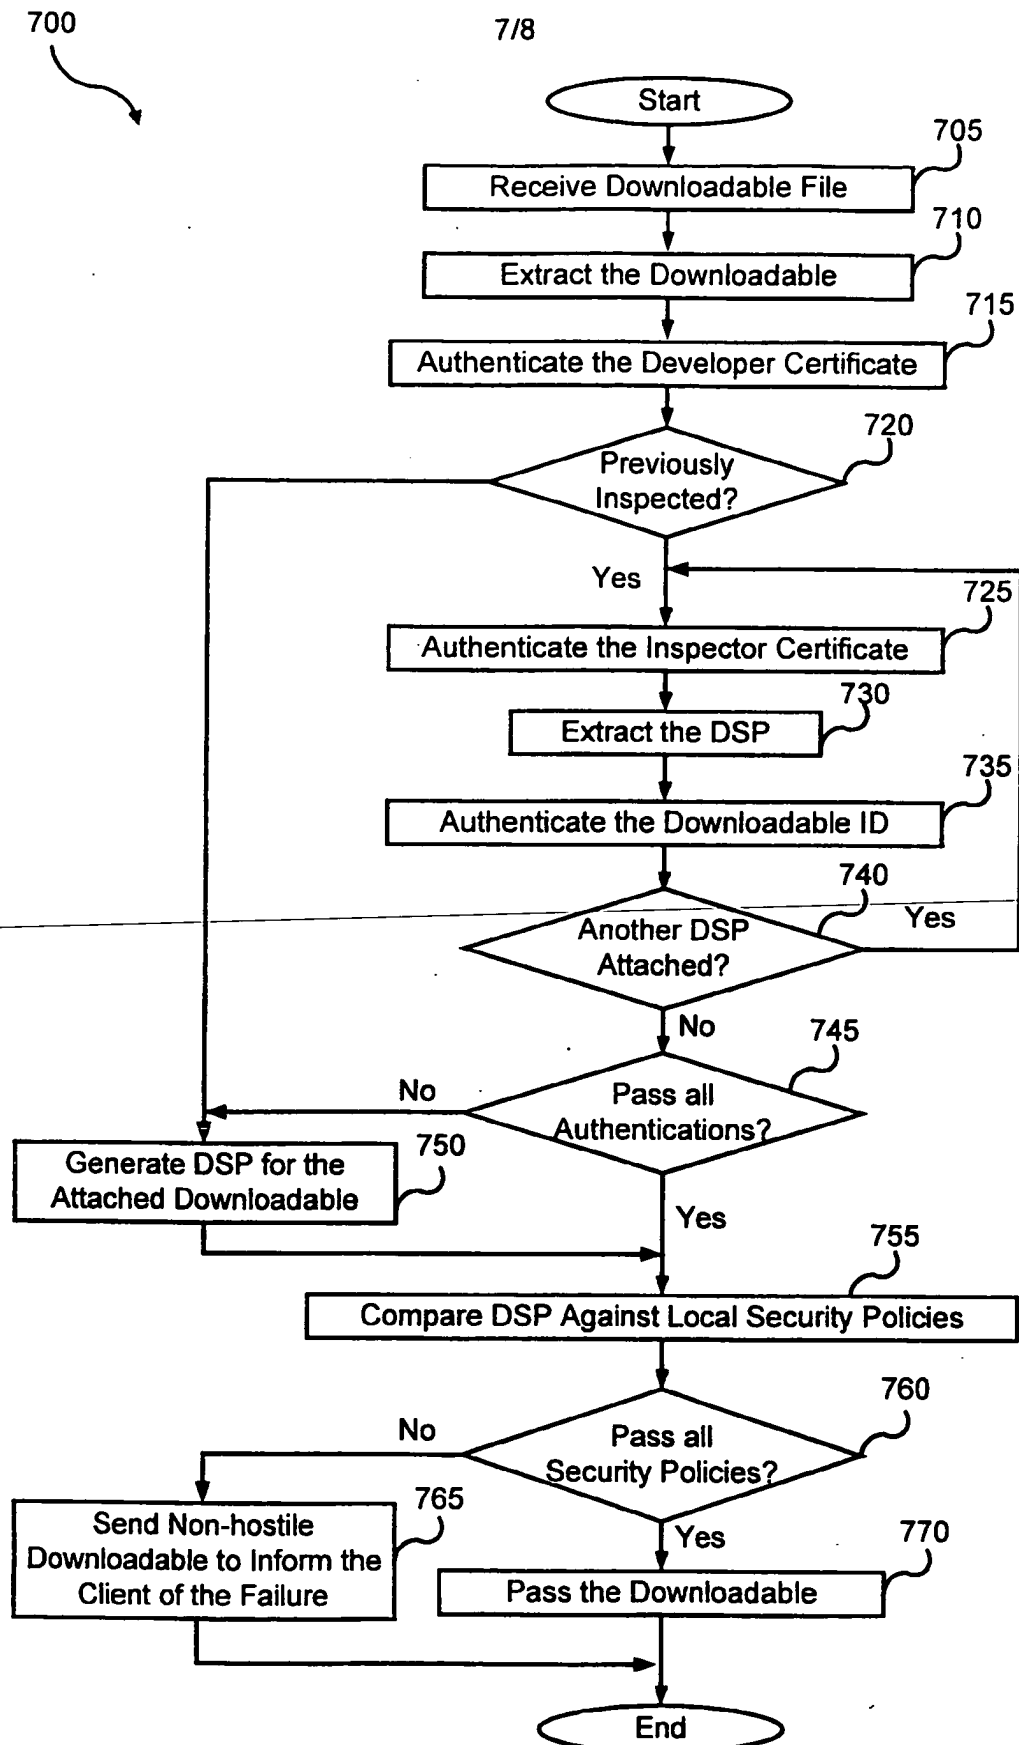 700
7/8
Start
705
Receive Downloadable File
710
Extract the Downloadable
715
Authenticate the Developer Certificate
720
Previously
Inspected?
Yes
725
Authenticate the Inspector Certificate
730
Extract the DSP
735
Authenticate the Downloadable ID
740
Another DSP
Attached?
Yes
No
745
Pass all
Authentications?
No
750
Generate DSP for the
Attached Downloadable
Yes
755
Compare DSP Against Local Security Policies
760
Pass all
Security Policies?
No
765
Send Non-hostile
Downloadable to Inform the
Client of the Failure
Yes
770
Pass the Downloadable
End